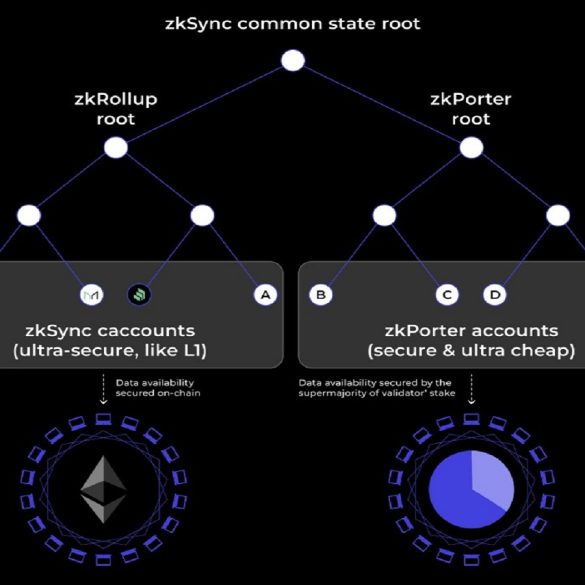 zkSync common state root
zkRollup
root
zkPorter
root
A
B
C
D
zkSync caccounts
(ultra-secure, like L1)
zkPorter accounts
(secure & ultra cheap)
Data availability
secured on-chain
Data availability secured by the
supermajority of validator' stake